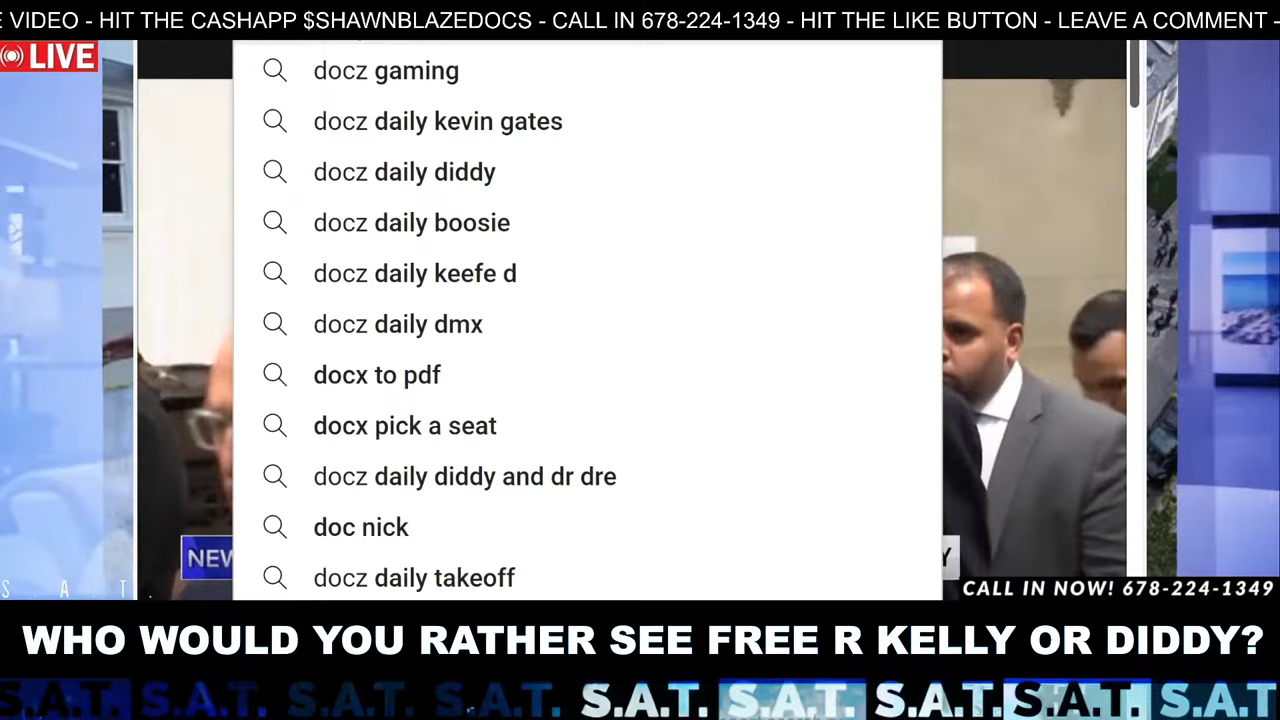 E VIDEO - HIT THE CASHAPP $SHAWNBLAZEDOCS - CALL IN 678-224-1349 - HIT THE LIKE BUTTON - LEAVE A COMMENT -
LIVE
docz gaming
docz daily kevin gates
docz daily diddy
docz daily boosie
docz daily keefe d
docz daily dmx
docx to pdf
docx pick a seat
docz daily diddy and dr dre
doc nick
NEW
Y
docz daily takeoff
S . A . T .
CALL IN NOW! 678-224-1349
WHO WOULD YOU RATHER SEE FREE R KELLY OR DIDDY?
S.A.T. S.A.T. S.A.T. S.A.T. S.A.T. S.A.T. S.A.T. S.A.T. S.A.T